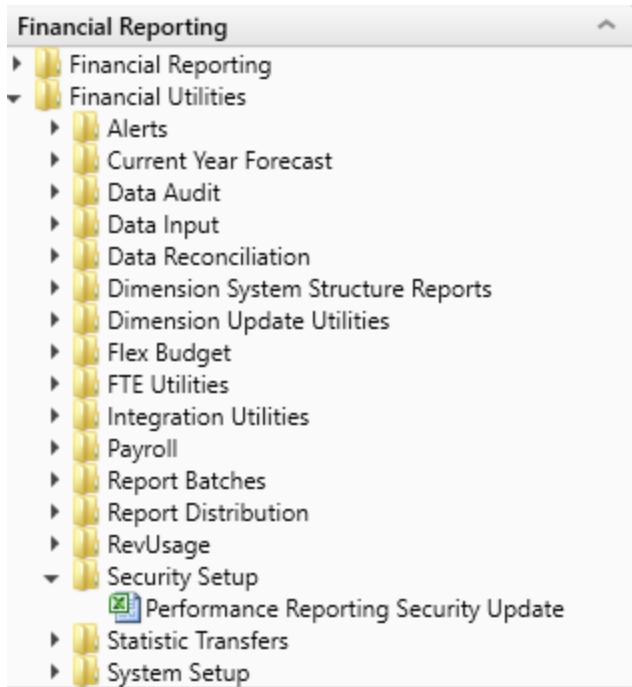 Financial Reporting
Financial Reporting
Financial Utilities
Alerts
Current Year Forecast
Data Audit
Data Input
Data Reconciliation
Dimension System Structure Reports
Dimension Update Utilities
Flex Budget
FTE Utilities
Integration Utilities
Payroll
Report Batches
Report Distribution
RevUsage
Security Setup
Performance Reporting Security Update
Statistic Transfers
System Setup